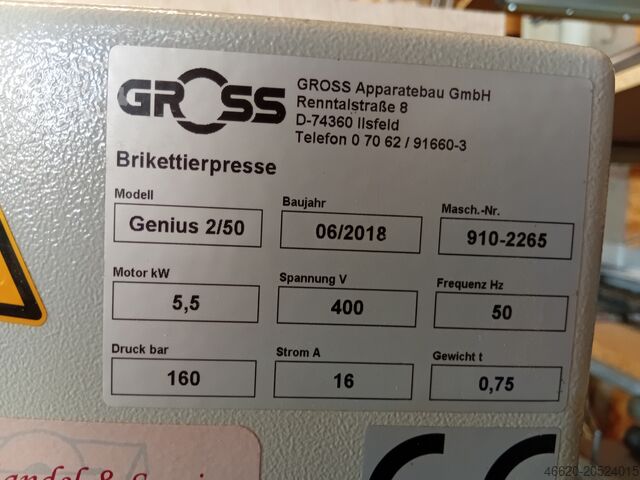 GROSS
GROSS Apparatebau GmbH
Renntalstraße 8
D-74360 Ilsfeld
Telefon 0 70 62 / 91660-3
Brikettierpresse
Modell
Baujahr
Masch.-Nr.
Genius 2/50
06/2018
910-2265
Motor kW
Spannung V
Frequenz Hz
5,5
400
50
Druck bar
Strom A
Gewicht t
160
16
0,75
CE
46620-20524015